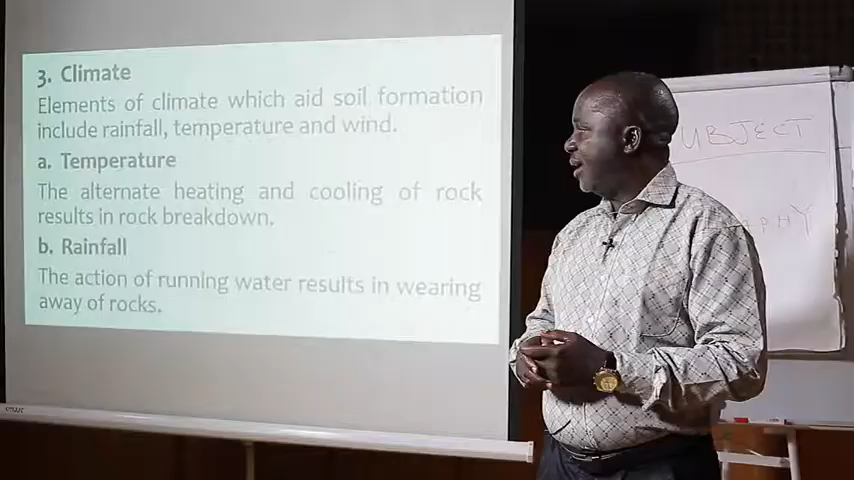 3. Climate
Elements of climate which aid soil formation
include rainfall, temperature and wind.
a. Temperature
The alternate heating and cooling of rock
results in rock breakdown.
b. Rainfall
The action of running water results in wearing
away of rocks.
UBJECT
PHY